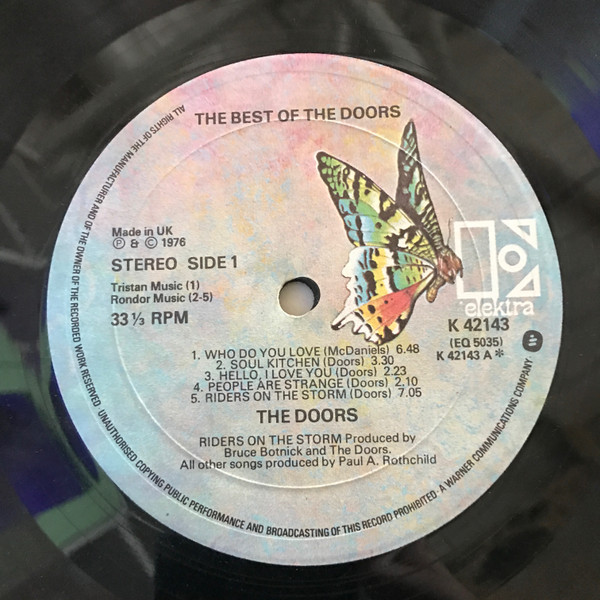 THE BEST OF THE DOORS
Made in UK
Ⓟ & © 1976
STEREO SIDE 1
Tristan Music (1)
Rondor Music (2-5)
33 ⅓ RPM
elektra
K 42143
(EQ 5035)
K 42143 A*
1. WHO DO YOU LOVE (McDaniels) 6.48
2. SOUL KITCHEN (Doors) 3.30
3. HELLO, I LOVE YOU (Doors) 2.23
4. PEOPLE ARE STRANGE (Doors) 2.10
5. RIDERS ON THE STORM (Doors) 7.05
THE DOORS
RIDERS ON THE STORM Produced by
Bruce Botnick and The Doors.
All other songs produced by Paul A. Rothchild
ALL RIGHTS OF THE MANUFACTURER AND OF THE OWNER OF THE RECORDED WORK RESERVED · UNAUTHORISED COPYING PUBLIC PERFORMANCE AND BROADCASTING OF THIS RECORD PROHIBITED · A WARNER COMMUNICATIONS COMPANY